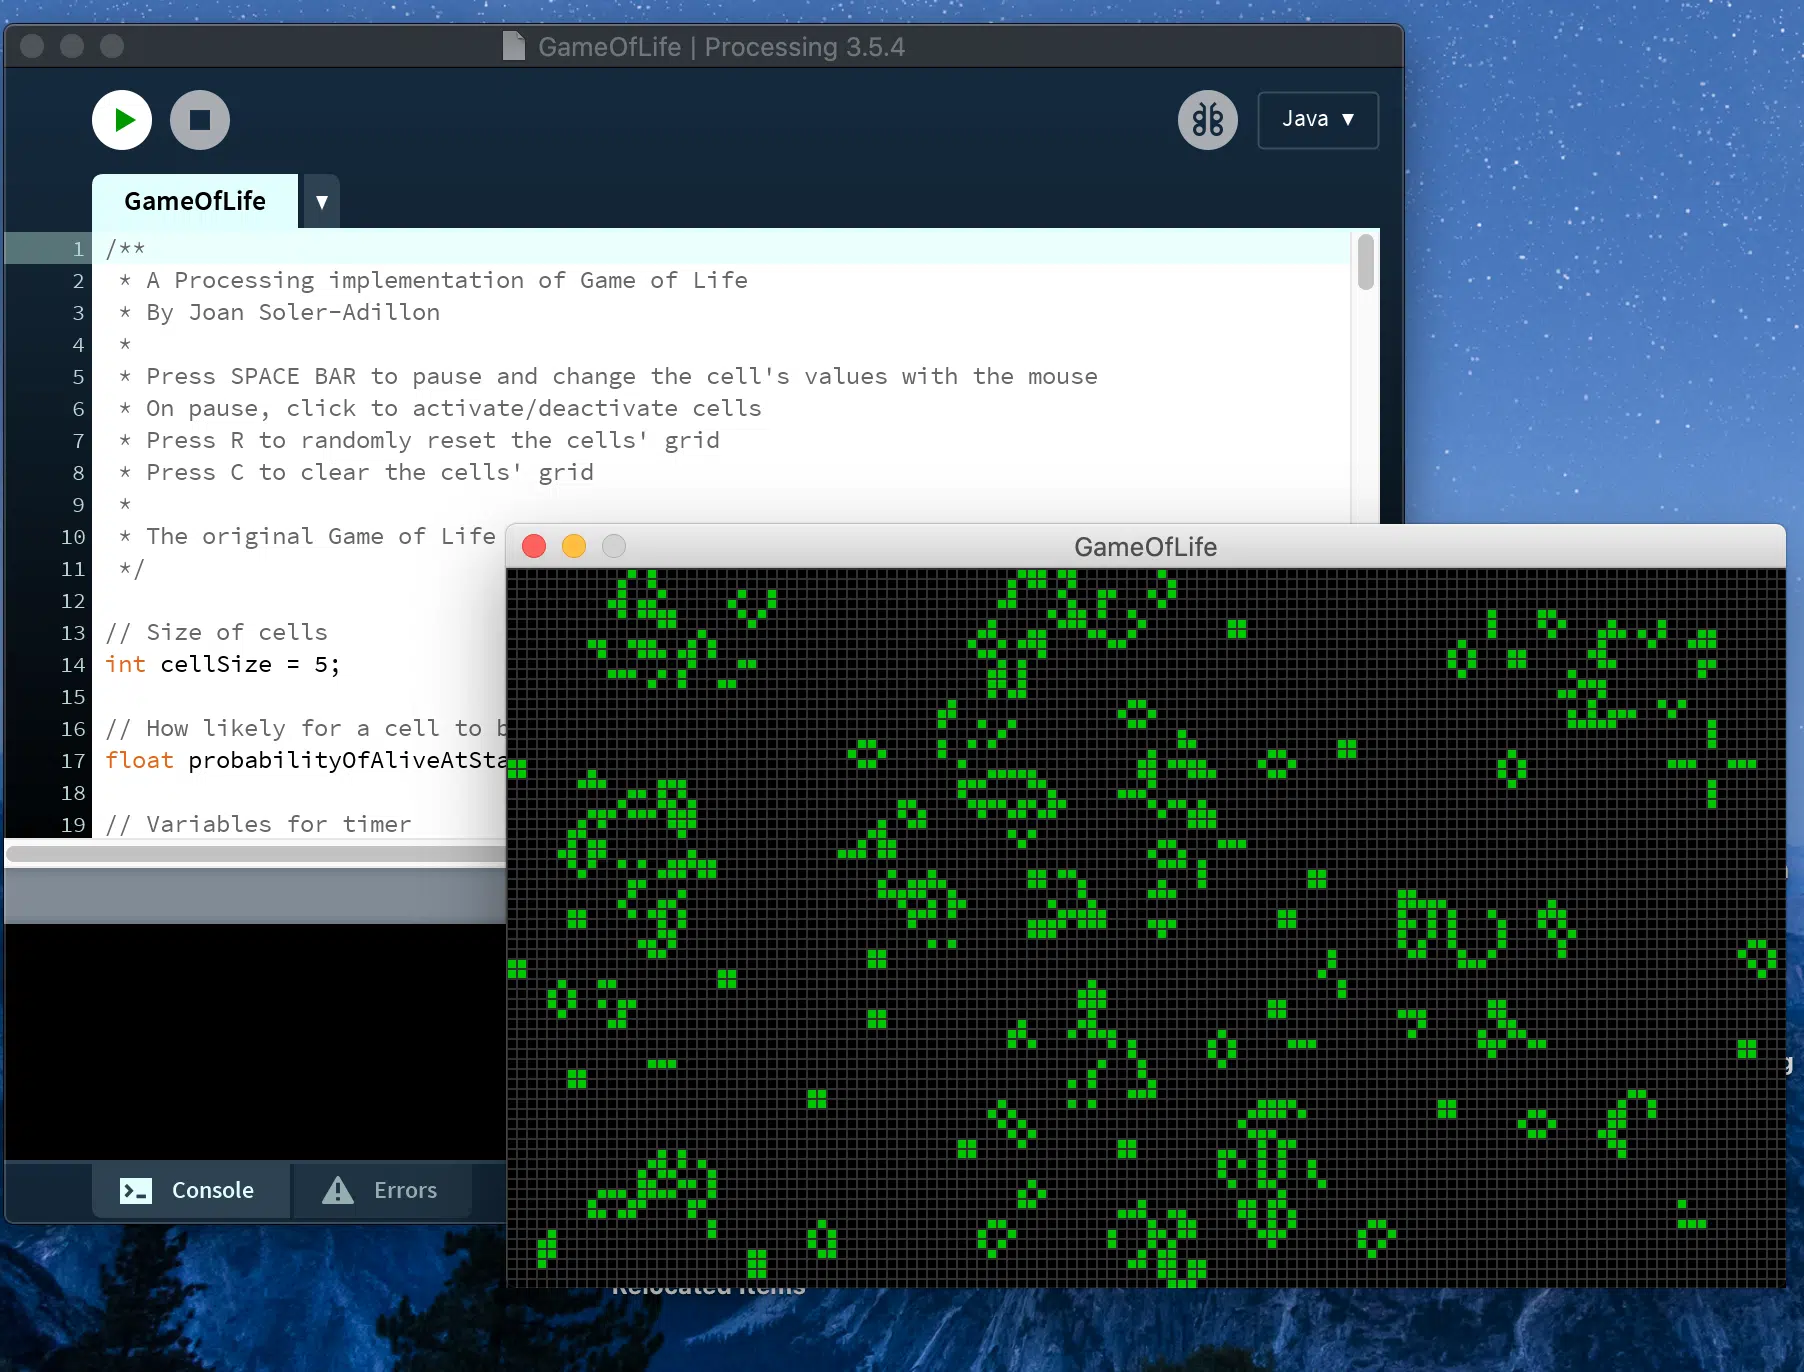 GameOfLife | Processing 3.5.4
Java ▼
GameOfLife ▼
1 /**
2 * A Processing implementation of Game of Life
3 * By Joan Soler-Adillon
4 *
5 * Press SPACE BAR to pause and change the cell's values with the mouse
6 * On pause, click to activate/deactivate cells
7 * Press R to randomly reset the cells' grid
8 * Press C to clear the cells' grid
9 *
10 * The original Game of Life
11 */
12
13 // Size of cells
14 int cellSize = 5;
15
16 // How likely for a cell to b
17 float probabilityOfAliveAtSta
18
19 // Variables for timer
GameOfLife
Console
Errors
Relocated Items